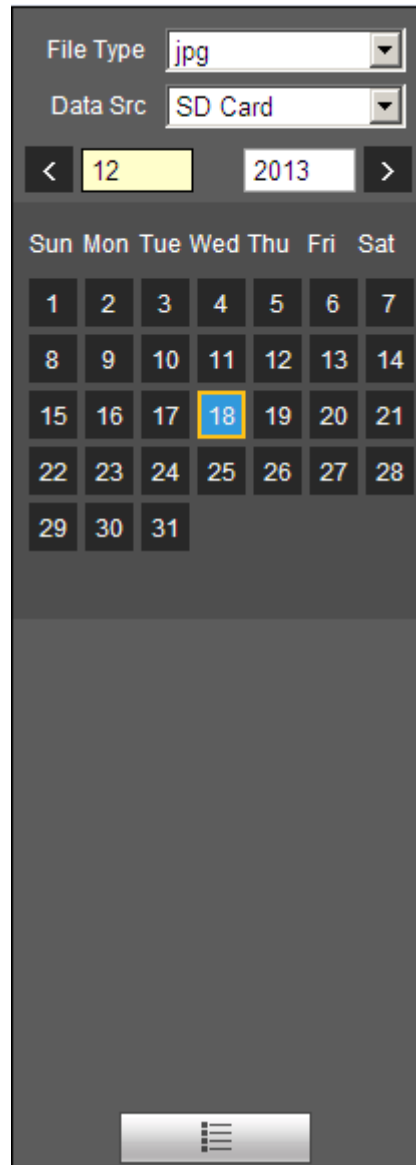 File Type jpg
Data Src SD Card
< 12 2013 >
Sun Mon Tue Wed Thu Fri Sat
1 2 3 4 5 6 7
8 9 10 11 12 13 14
15 16 17 18 19 20 21
22 23 24 25 26 27 28
29 30 31